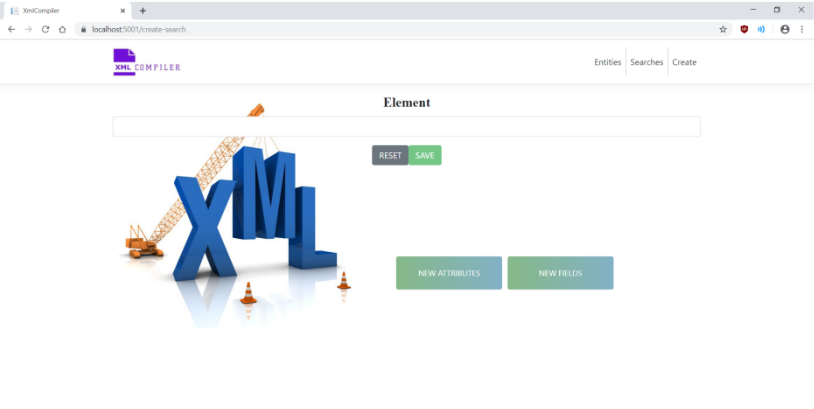 XmlCompiler
localhost:5001/create-search
XML COMPILER
Entities
Searches
Create
Element
RESET
SAVE
XML
NEW ATTRIBUTES
NEW FIELDS